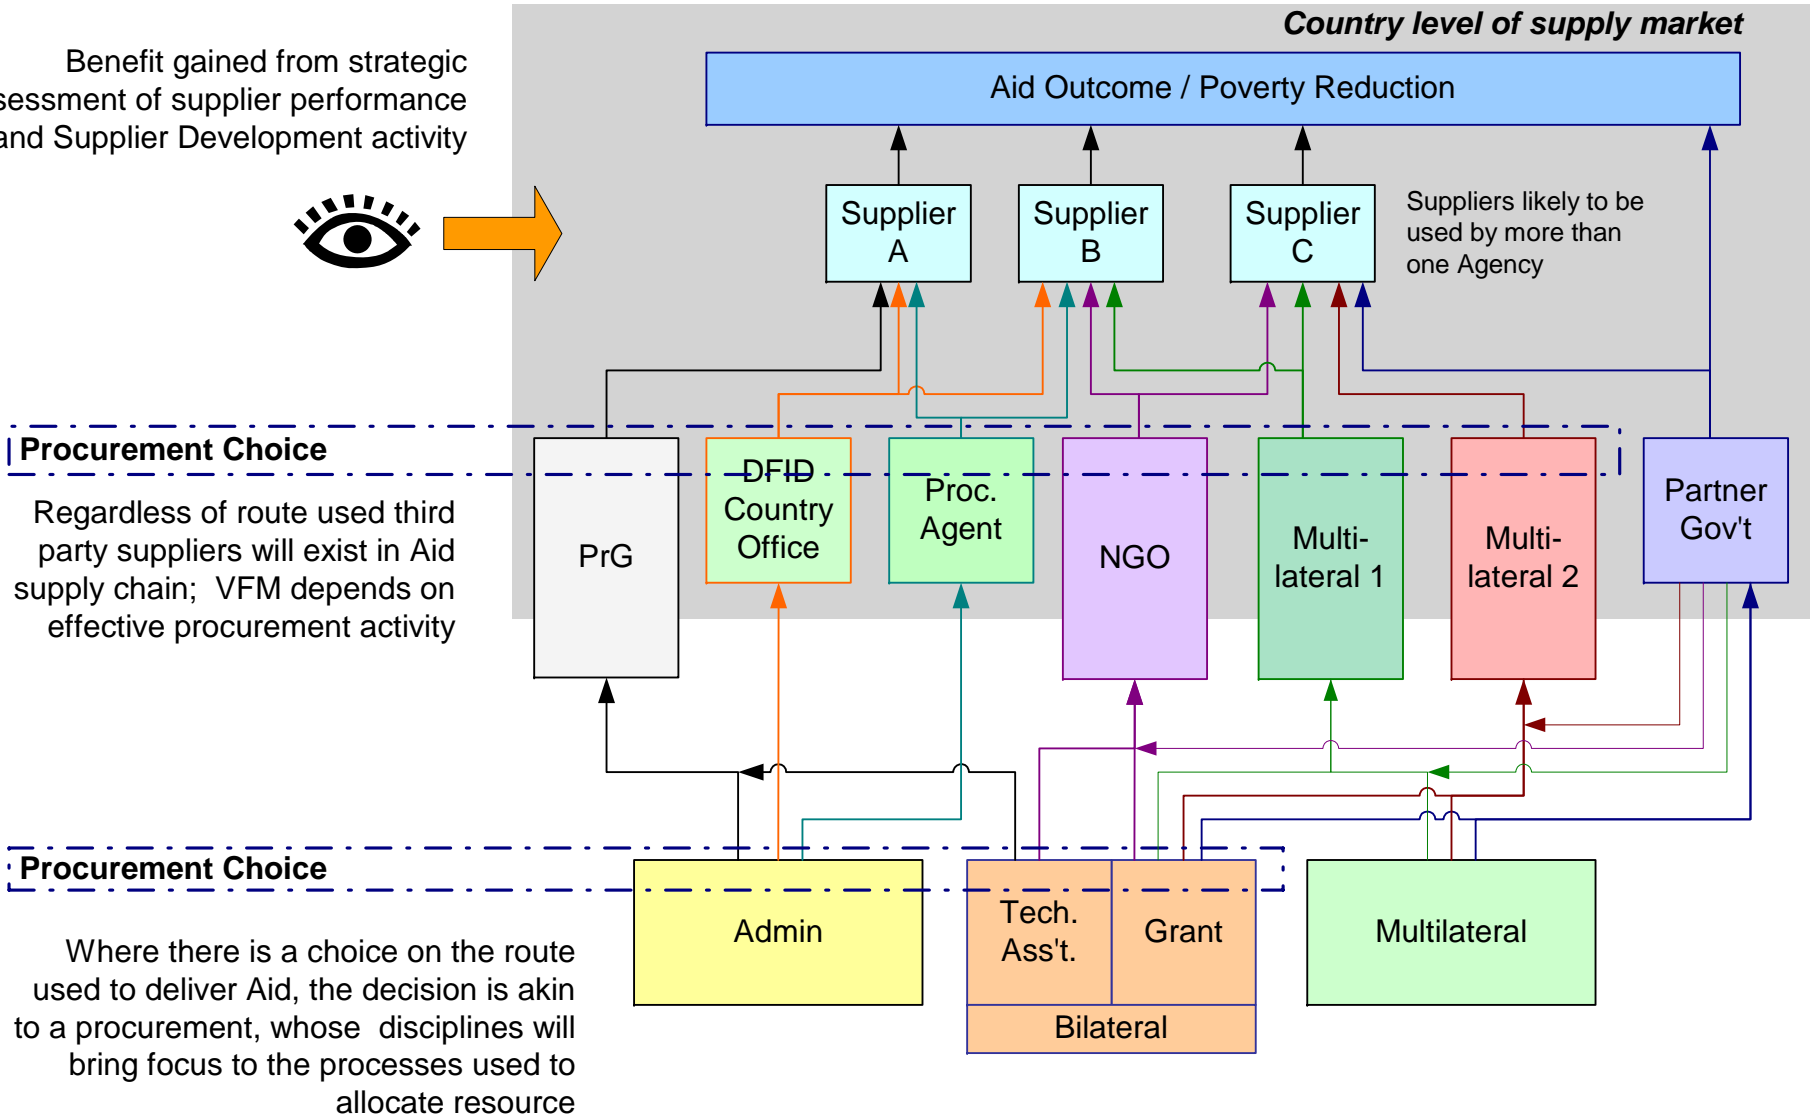 Country level of supply market
Benefit gained from strategic
sessment of supplier performance
and Supplier Development activity
Aid Outcome / Poverty Reduction
Supplier
A
Supplier
B
Supplier
C
Suppliers likely to be
used by more than
one Agency
Procurement Choice
Regardless of route used third
party suppliers will exist in Aid
supply chain; VFM depends on
effective procurement activity
PrG
DFID
Country
Office
Proc.
Agent
NGO
Multi-
lateral 1
Multi-
lateral 2
Partner
Gov't
Procurement Choice
Where there is a choice on the route
used to deliver Aid, the decision is akin
to a procurement, whose disciplines will
bring focus to the processes used to
allocate resource
Admin
Tech.
Ass't.
Grant
Bilateral
Multilateral